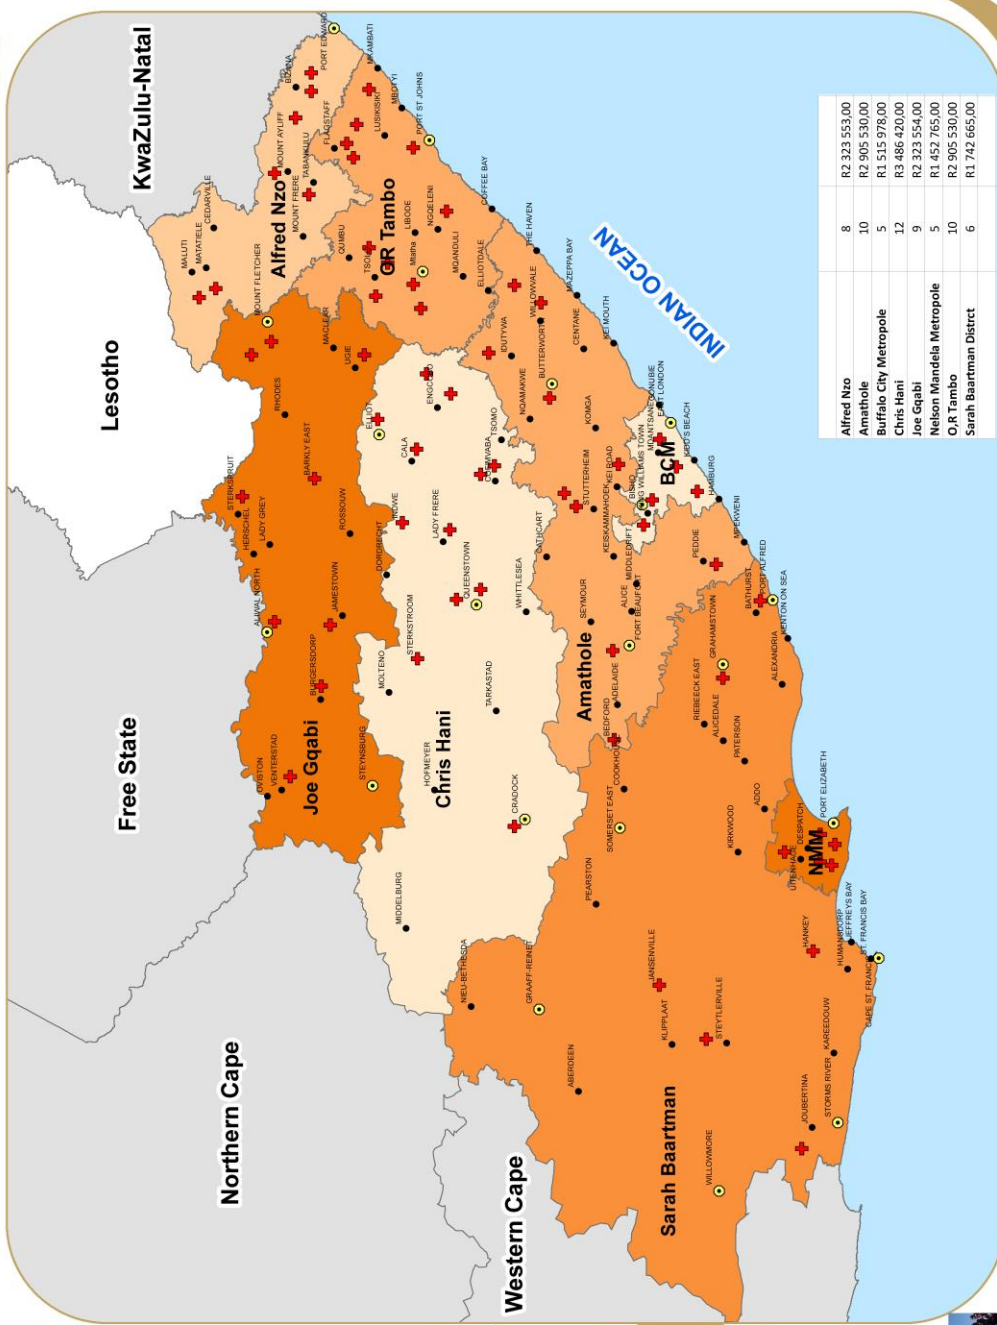 KwaZulu-Natal
Lesotho
Free State
Northern Cape
Western Cape
INDIAN OCEAN
Alfred Nzo
OR Tambo
Joe Gqabi
Chris Hani
Amathole
BCM
NMM
Sarah Baartman
MALUTI
MATATIELE
CEDARVILLE
MOUNT FLETCHER
MOUNT FRERE
MOUNT AYLIFF
TABANKULU
BIZANA
PORT EDWARD
FLAGSTAFF
MKAMBATI
LUSIKISIKI
MBOTYI
PORT ST JOHNS
QUMBU
LIBODE
NGQELENI
Mtatha
MQANDULI
ELLIOTDALE
COFFEE BAY
THE HAVEN
MACLEAR
UGIE
RHODES
ELLIOT
BARKLY EAST
STERKSPRUIT
HERSCHEL
LADY GREY
ROSSOUW
ALIWAL NORTH
JAMESTOWN
DORDRECHT
BURGERSDORP
OVISTON
VENTERSTAD
STEYNSBURG
MOLTENO
STERKSTROOM
INDWE
CALA
LADY FRERE
TSOMO
QUEENSTOWN
WHITTLESEA
TARKASTAD
HOFMEYER
CRADOCK
MIDDELBURG
IDUTYWA
WILLOWVALE
MAZEPPA BAY
BUTTERWORTH
CENTANE
KEI MOUTH
NQAMAKWE
KOMGA
STUTTERHEIM
KEI ROAD
CATHCART
KEISKAMMAHOEK
MIDDLEDRIFT
SEYMOUR
ALICE
FORT BEAUFORT
ADELAIDE
BEDFORD
PEDDIE
MPEKWENI
HAMBURG
BISHO
KING WILLIAMS TOWN
MDANTSANE
GONUBIE
EAST LONDON
KIDD'S BEACH
BATHURST
PORT ALFRED
KENTON ON SEA
GRAHAMSTOWN
ALEXANDRIA
RIEBEECK EAST
ALICEDALE
PATERSON
SOMERSET EAST
ADDO
KIRKWOOD
PEARSTON
UITENHAGE
DESPATCH
PORT ELIZABETH
NIEU-BETHESDA
GRAAFF-REINET
ABERDEEN
JANSENVILLE
KLIPPLAAT
STEYTLERVILLE
HANKEY
HUMANSDORP
JEFFREYS BAY
ST. FRANCIS BAY
CAPE ST. FRANCIS
KAREEDOUW
STORMS RIVER
JOUBERTINA
WILLOWMORE
Alfred Nzo 8 R2 323 553,00
Amathole 10 R2 905 530,00
Buffalo City Metropole 5 R1 515 978,00
Chris Hani 12 R3 486 420,00
Joe Gqabi 9 R2 323 554,00
Nelson Mandela Metropole 5 R1 452 765,00
O.R Tambo 10 R2 905 530,00
Sarah Baartman District 6 R1 742 665,00